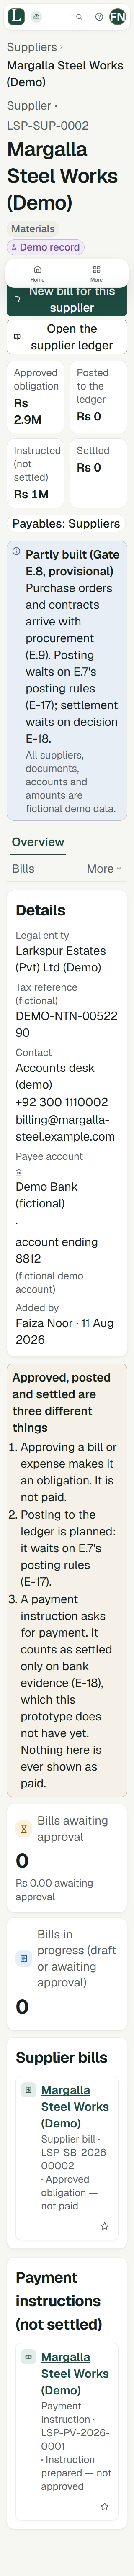 L
FN
Suppliers ›
Margalla Steel Works
(Demo)
Supplier ·
LSP-SUP-0002
Margalla
Steel Works
(Demo)
Materials
Demo record
Home
More
New bill for this
supplier
Open the
supplier ledger
Approved
obligation
Rs
2.9M
Posted
to the
ledger
Rs 0
Instructed
(not
settled)
Rs 1M
Settled
Rs 0
Payables: Suppliers
Partly built (Gate
E.8, provisional)
Purchase orders
and contracts
arrive with
procurement
(E.9). Posting
waits on E.7's
posting rules
(E-17); settlement
waits on decision
E-18.
All suppliers,
documents,
accounts and
amounts are
fictional demo data.
Overview
Bills
More
Details
Legal entity
Larkspur Estates
(Pvt) Ltd (Demo)
Tax reference
(fictional)
DEMO-NTN-00522
90
Contact
Accounts desk
(demo)
+92 300 1110002
billing@margalla-
steel.example.com
Payee account
Demo Bank
(fictional)
·
account ending
8812
(fictional demo
account)
Added by
Faiza Noor · 11 Aug
2026
Approved, posted
and settled are
three different
things
1. Approving a bill or
expense makes it
an obligation. It is
not paid.
2. Posting to the
ledger is planned:
it waits on E.7's
posting rules
(E-17).
3. A payment
instruction asks
for payment. It
counts as settled
only on bank
evidence (E-18),
which this
prototype does
not have yet.
Nothing here is
ever shown as
paid.
Bills awaiting
approval
0
Rs 0.00 awaiting
approval
Bills in
progress (draft
or awaiting
approval)
0
Supplier bills
Margalla
Steel Works
(Demo)
Supplier bill ·
LSP-SB-2026-
00002
· Approved
obligation —
not paid
Payment
instructions
(not settled)
Margalla
Steel Works
(Demo)
Payment
instruction ·
LSP-PV-2026-
0001
· Instruction
prepared — not
approved